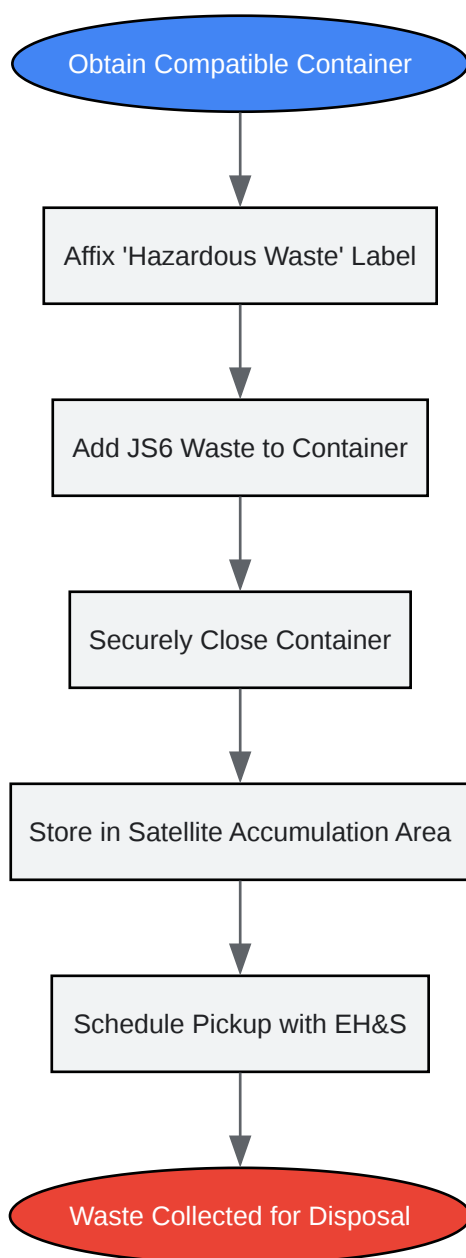 Obtain Compatible Container
Affix 'Hazardous Waste' Label
Add JS6 Waste to Container
Securely Close Container
Store in Satellite Accumulation Area
Schedule Pickup with EH&S
Waste Collected for Disposal